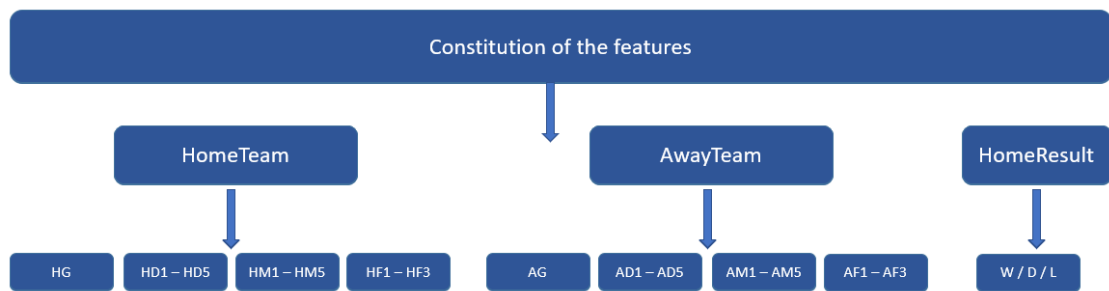 Constitution of the features
HomeTeam
AwayTeam
HomeResult
HG
HD1 – HD5
HM1 – HM5
HF1 – HF3
AG
AD1 – AD5
AM1 – AM5
AF1 – AF3
W / D / L